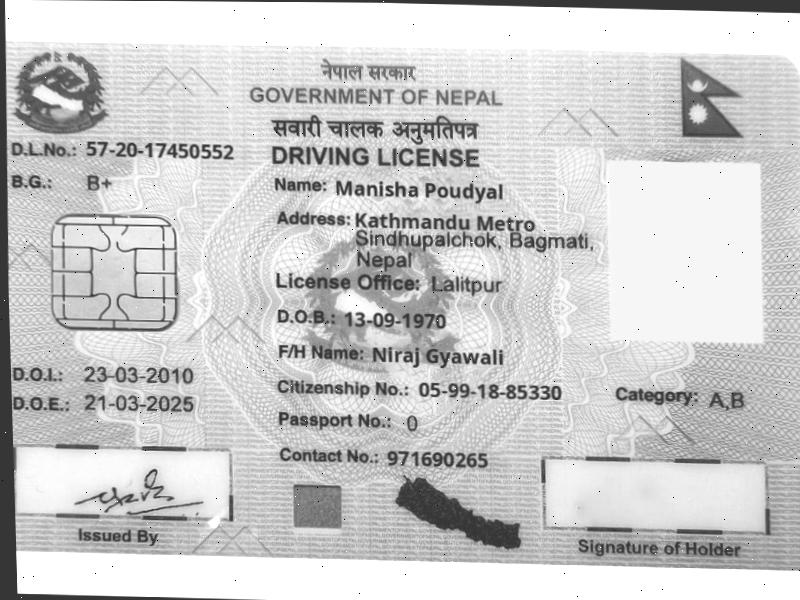 नेपाल सरकार
GOVERNMENT OF NEPAL
सवारी चालक अनुमतिपत्र
DRIVING LICENSE
D.L.No.: 57-20-17450552
B.G.: B+
Name: Manisha Poudyal
Address: Kathmandu Metro
Sindhupalchok, Bagmati,
Nepal
License Office: Lalitpur
D.O.B.: 13-09-1970
F/H Name: Niraj Gyawali
D.O.I.: 23-03-2010
Citizenship No.: 05-99-18-85330
Category: A,B
D.O.E.: 21-03-2025
Passport No.: 0
Contact No.: 971690265
Issued By
Signature of Holder